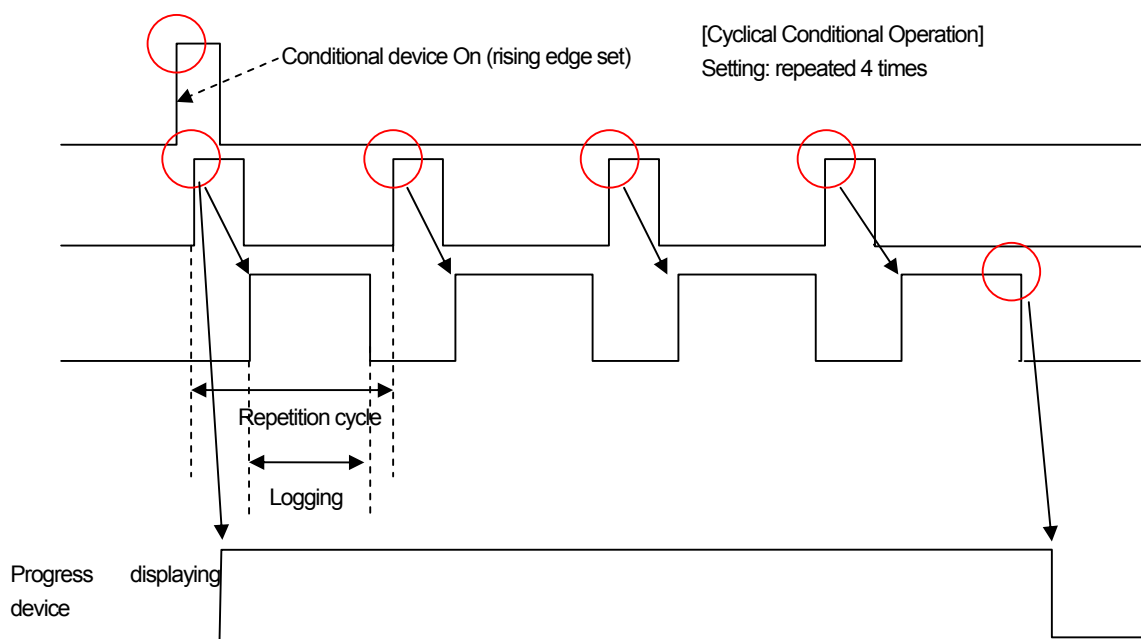 [Cyclical Conditional Operation]
Conditional device On (rising edge set)
Setting: repeated 4 times
Repetition cycle
Logging
Progress displaying
device